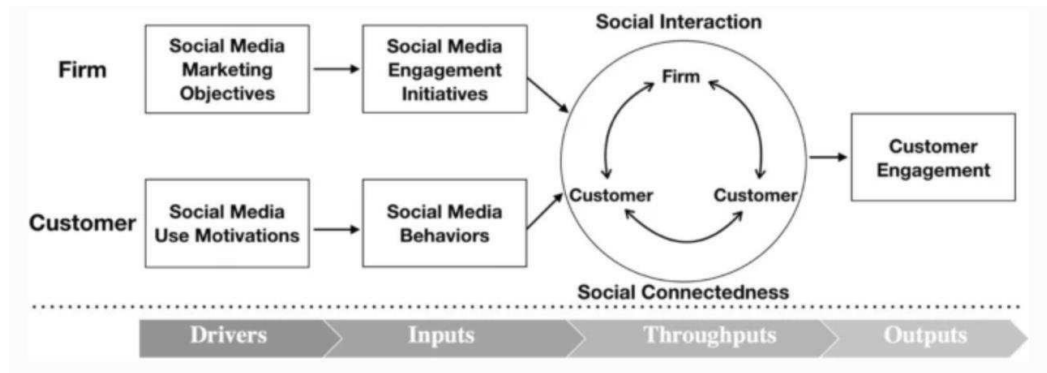 Firm
Social Media
Marketing
Objectives
Social Media
Engagement
Initiatives
Social Interaction
Firm
Customer
Customer
Social Connectedness
Customer
Engagement
Customer
Social Media
Use Motivations
Social Media
Behaviors
Drivers
Inputs
Throughputs
Outputs